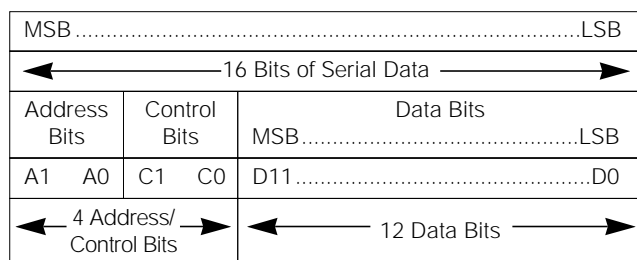 MSB.......................................................................................LSB
16 Bits of Serial Data
Address Bits
Control Bits
Data Bits
MSB.................................................LSB
A1 A0 C1 C0 D11..........................................................D0
4 Address/ Control Bits
12 Data Bits